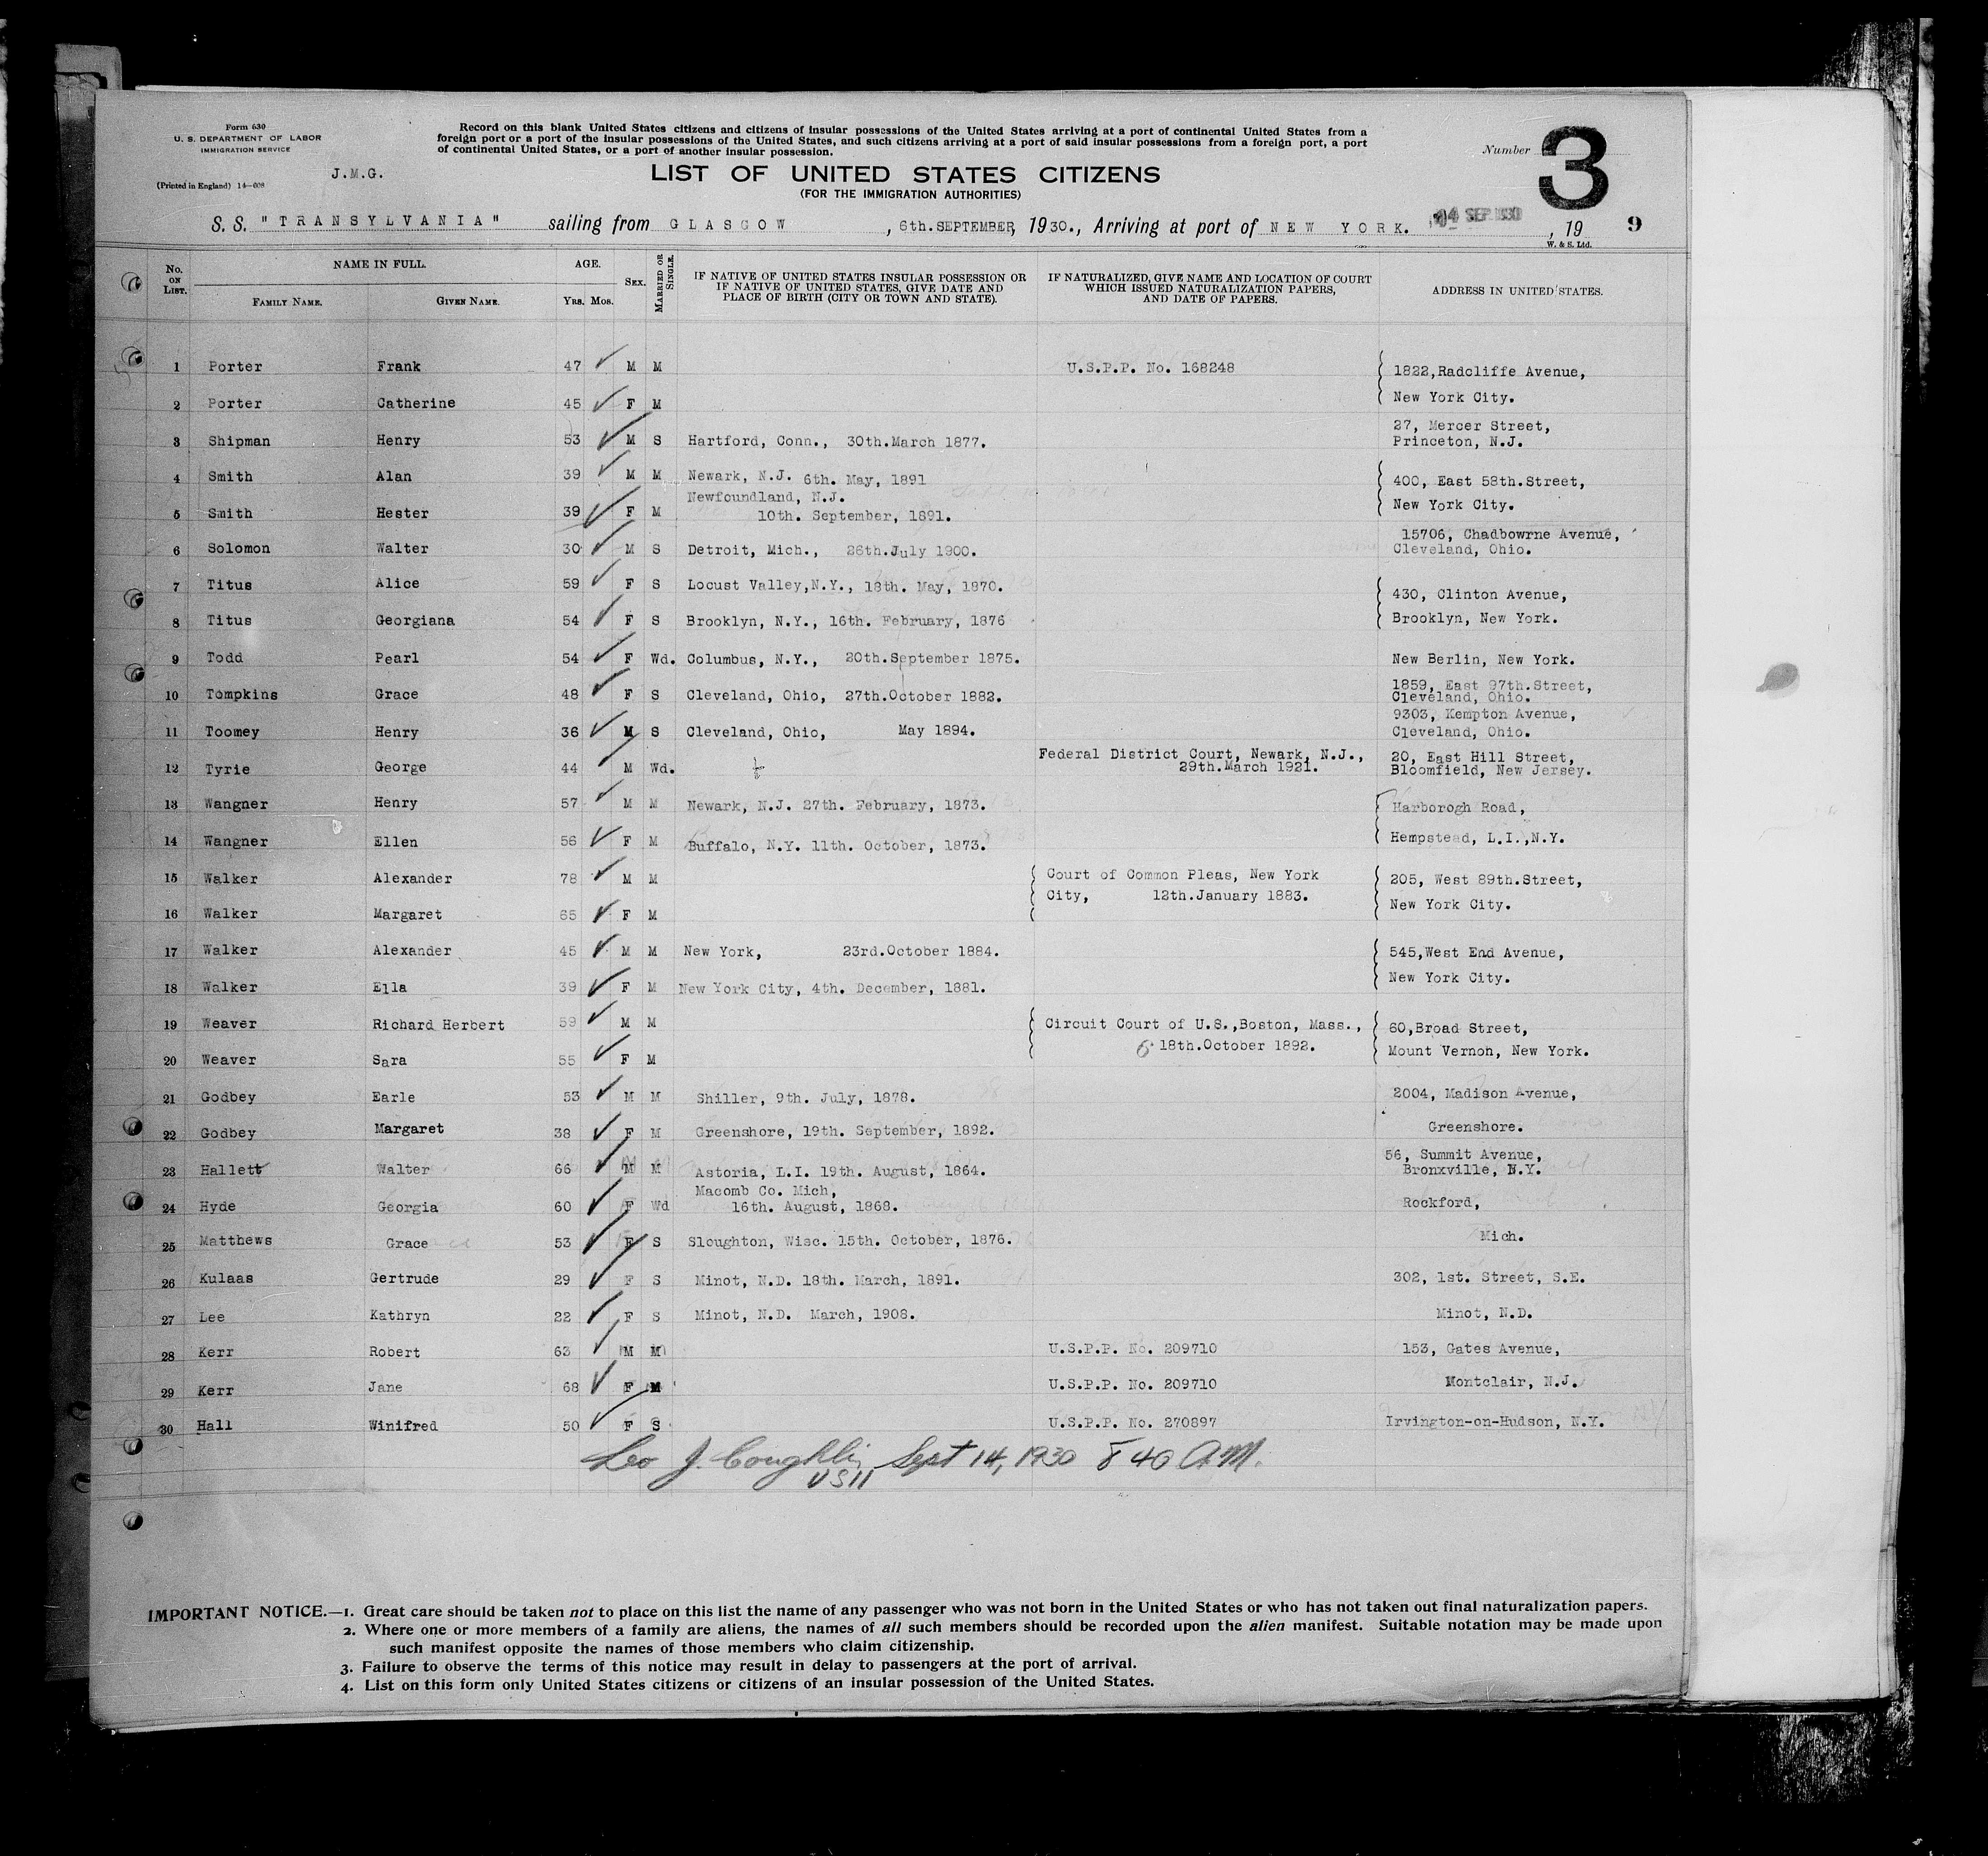 Form 630
U. S. DEPARTMENT OF LABOR
IMMIGRATION SERVICE
(Printed in England) 14—608
J.M.G.
Record on this blank United States citizens and citizens of insular possessions of the United States arriving at a port of continental United States from a
foreign port or a port of the insular possessions of the United States, and such citizens arriving at a port of said insular possessions from a foreign port, a port
of continental United States, or a port of another insular possession.
LIST OF UNITED STATES CITIZENS
(FOR THE IMMIGRATION AUTHORITIES)
Number 3
S. S. "TRANSYLVANIA" sailing from GLASGOW, 6th.SEPTEMBER, 1930., Arriving at port of NEW YORK. 14 SEP 1930, 19 9
W. & S. Ltd.
No. ON LIST. NAME IN FULL. AGE. SEX. MARRIED OR SINGLE. IF NATIVE OF UNITED STATES INSULAR POSSESSION OR IF NATIVE OF UNITED STATES, GIVE DATE AND PLACE OF BIRTH (CITY OR TOWN AND STATE). IF NATURALIZED, GIVE NAME AND LOCATION OF COURT WHICH ISSUED NATURALIZATION PAPERS, AND DATE OF PAPERS. ADDRESS IN UNITED STATES.
FAMILY NAME. GIVEN NAME. Yrs. Mos.
1 Porter Frank 47 M M U.S.P.P. No. 168248 1822,Radcliffe Avenue,
2 Porter Catherine 45 F M New York City.
3 Shipman Henry 53 M S Hartford, Conn., 30th.March 1877. 27, Mercer Street, Princeton, N.J.
4 Smith Alan 39 M M Newark, N.J. 6th. May, 1891 400, East 58th.Street,
5 Smith Hester 39 F M Newfoundland, N.J. 10th. September, 1891. New York City.
6 Solomon Walter 30 M S Detroit, Mich., 26th.July 1900. 15706, Chadbowrne Avenue, Cleveland, Ohio.
7 Titus Alice 59 F S Locust Valley,N.Y., 18th. May, 1870. 430, Clinton Avenue,
8 Titus Georgiana 54 F S Brooklyn, N.Y., 16th. February, 1876 Brooklyn, New York.
9 Todd Pearl 54 F Wd. Columbus, N.Y., 20th.September 1875. New Berlin, New York.
10 Tompkins Grace 48 F S Cleveland, Ohio, 27th.October 1882. 1859, East 97th.Street, Cleveland, Ohio.
11 Toomey Henry 36 M S Cleveland, Ohio, May 1894. 9303, Kempton Avenue, Cleveland, Ohio.
12 Tyrie George 44 M Wd. Federal District Court, Newark, N.J., 29th.March 1921. 20, East Hill Street, Bloomfield, New Jersey.
13 Wangner Henry 57 M M Newark, N.J. 27th. February, 1873. Harborogh Road,
14 Wangner Ellen 56 F M Buffalo, N.Y. 11th. October, 1873. Hempstead, L.I.,N.Y.
15 Walker Alexander 78 M M Court of Common Pleas, New York City, 12th.January 1883. 205, West 89th.Street,
16 Walker Margaret 65 F M New York City.
17 Walker Alexander 45 M M New York, 23rd.October 1884. 545,West End Avenue,
18 Walker Ella 39 F M New York City, 4th. December, 1881. New York City.
19 Weaver Richard Herbert 59 M M Circuit Court of U.S.,Boston, Mass., 60,Broad Street,
20 Weaver Sara 55 F M 6 18th.October 1892. Mount Vernon, New York.
21 Godbey Earle 53 M M Shiller, 9th. July, 1878. 2004, Madison Avenue,
22 Godbey Margaret 38 F M Greenshore, 19th. September, 1892. Greenshore.
23 Hallett Walter 66 M M Astoria, L.I. 19th. August, 1864. 56, Summit Avenue, Bronxville, N.Y.
24 Hyde Georgia 60 F Wd Macomb Co. Mich, 16th. August, 1868. Rockford,
25 Matthews Grace 53 F S Sloughton, Wisc. 15th. October, 1876. Mich.
26 Kulaas Gertrude 29 F S Minot, N.D. 18th. March, 1891. 302, 1st. Street, S.E.
27 Lee Kathryn 22 F S Minot, N.D. March, 1908. Minot, N.D.
28 Kerr Robert 63 M M U.S.P.P. No. 209710 153, Gates Avenue,
29 Kerr Jane 68 F M U.S.P.P. No. 209710 Montclair, N.J.
30 Hall Winifred 50 F S U.S.P.P. No. 270897 Irvington-on-Hudson, N.Y.
Leo J. Coughlin Sept 14, 1930 8 40 A.M.
USII
IMPORTANT NOTICE.—1. Great care should be taken not to place on this list the name of any passenger who was not born in the United States or who has not taken out final naturalization papers.
2. Where one or more members of a family are aliens, the names of all such members should be recorded upon the alien manifest. Suitable notation may be made upon
such manifest opposite the names of those members who claim citizenship.
3. Failure to observe the terms of this notice may result in delay to passengers at the port of arrival.
4. List on this form only United States citizens or citizens of an insular possession of the United States.